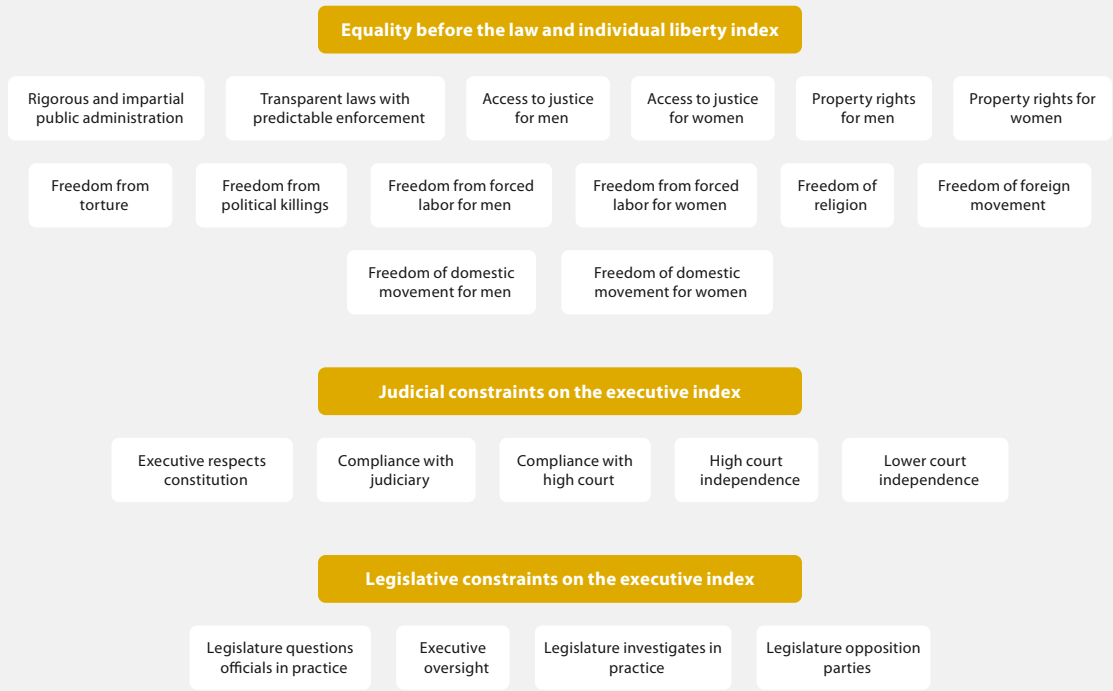 Equality before the law and individual liberty index
Rigorous and impartial
public administration
Transparent laws with
predictable enforcement
Access to justice
for men
Access to justice
for women
Property rights
for men
Property rights for
women
Freedom from
torture
Freedom from
political killings
Freedom from forced
labor for men
Freedom from forced
labor for women
Freedom of
religion
Freedom of foreign
movement
Freedom of domestic
movement for men
Freedom of domestic
movement for women
Judicial constraints on the executive index
Executive respects
constitution
Compliance with
judiciary
Compliance with
high court
High court
independence
Lower court
independence
Legislative constraints on the executive index
Legislature questions
officials in practice
Executive
oversight
Legislature investigates in
practice
Legislature opposition
parties